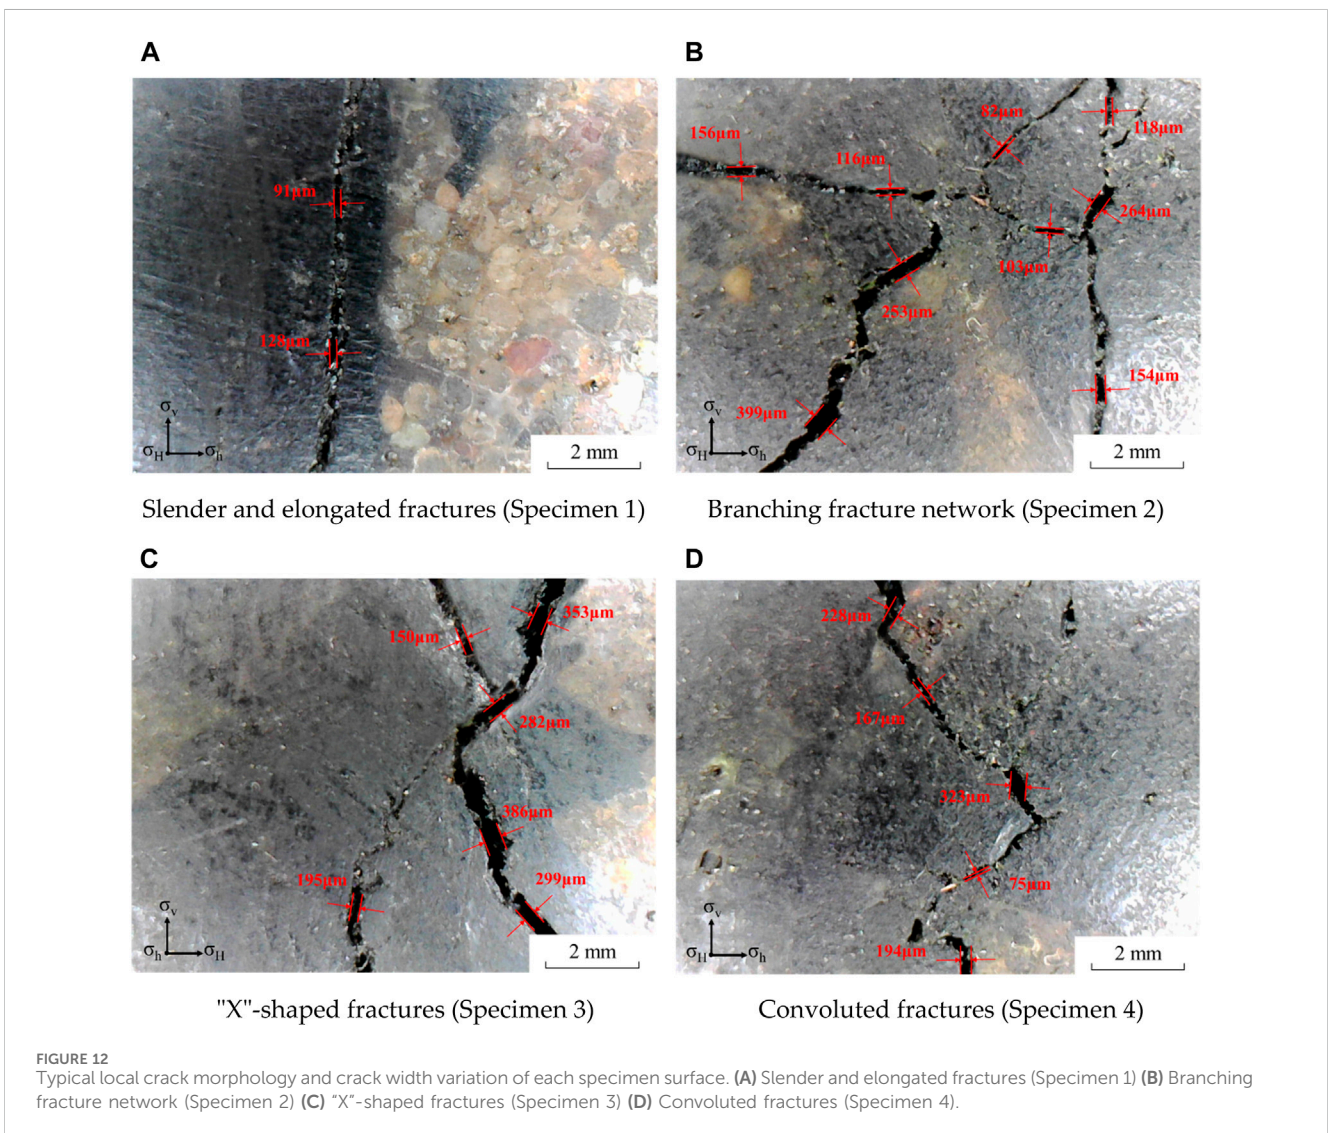 A
91µm
128µm
σv
σH
σh
2 mm
Slender and elongated fractures (Specimen 1)
B
82µm
118µm
156µm
116µm
264µm
103µm
253µm
154µm
399µm
σv
σH
σh
2 mm
Branching fracture network (Specimen 2)
C
353µm
150µm
282µm
386µm
195µm
299µm
σv
σh
σH
2 mm
"X"-shaped fractures (Specimen 3)
D
228µm
167µm
323µm
75µm
194µm
σv
σH
σh
2 mm
Convoluted fractures (Specimen 4)
FIGURE 12
Typical local crack morphology and crack width variation of each specimen surface. (A) Slender and elongated fractures (Specimen 1) (B) Branching
fracture network (Specimen 2) (C) “X”-shaped fractures (Specimen 3) (D) Convoluted fractures (Specimen 4).